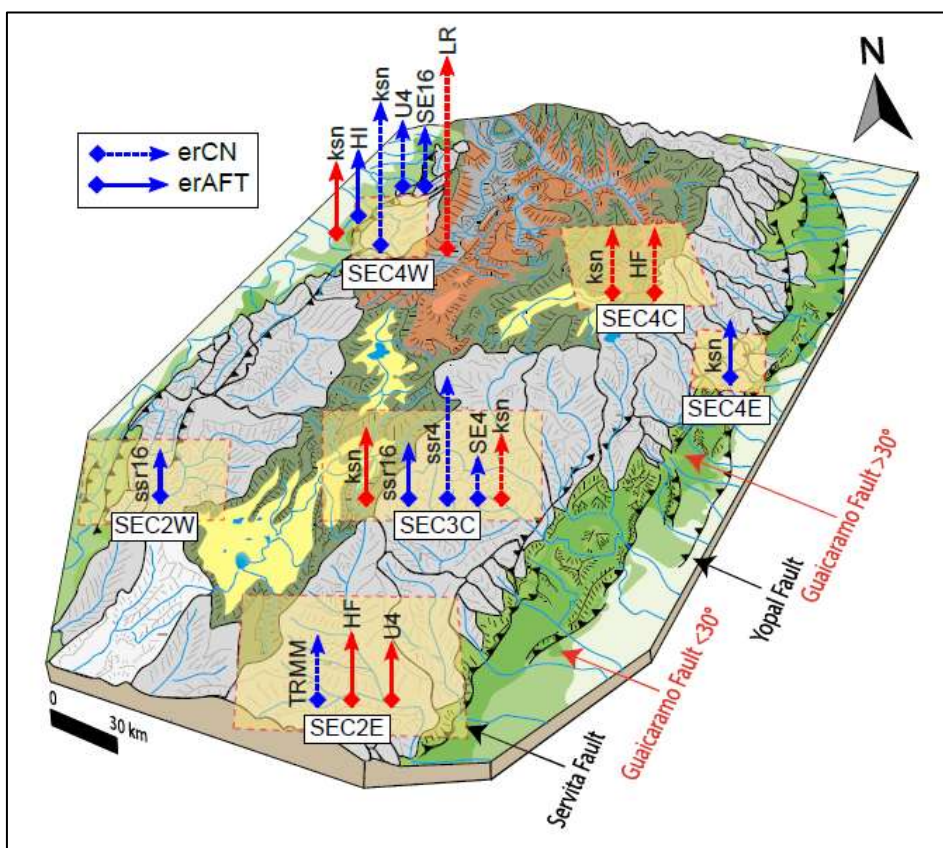 LR
N
ksn
U4
SE16
erCN
erAFT
ksn
HI
SEC4W
ksn
HF
SEC4C
ksn
SEC4E
ssr16
SEC2W
ksn
ssr16
ssr4
SE4
ksn
SEC3C
TRMM
HF
U4
SEC2E
0
30 km
Servita Fault
Guaicaramo Fault <30°
Yopal Fault
Guaicaramo Fault >30°